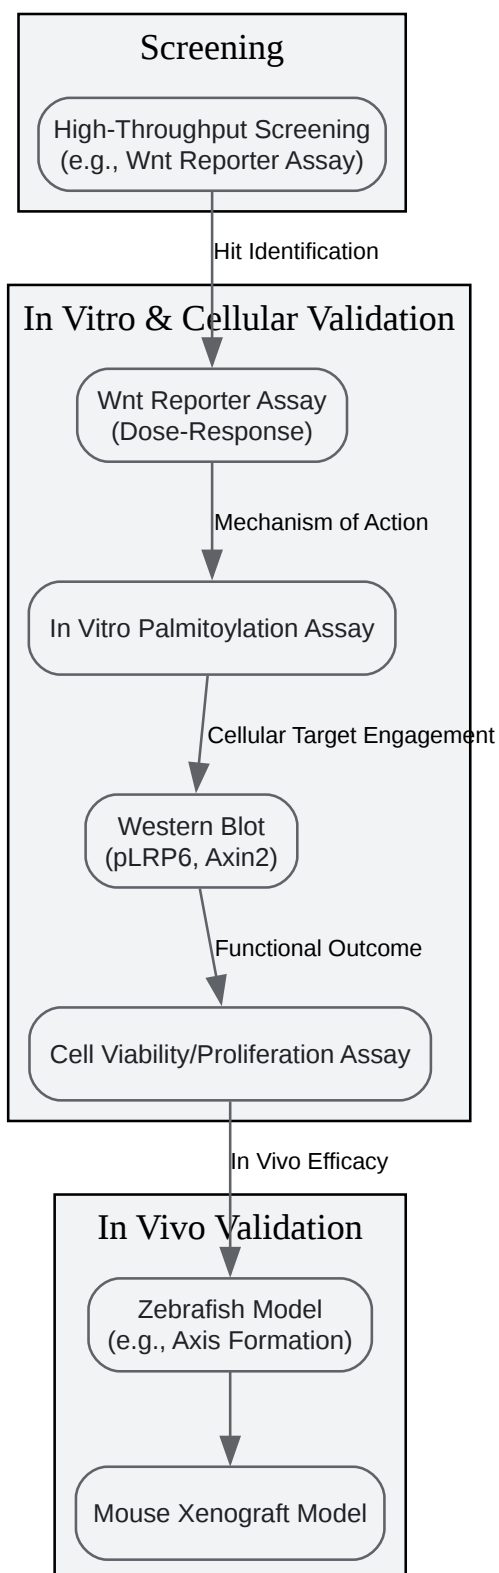 Screening
High-Throughput Screening
(e.g., Wnt Reporter Assay)
Hit Identification
In Vitro & Cellular Validation
Wnt Reporter Assay
(Dose-Response)
Mechanism of Action
In Vitro Palmitoylation Assay
Cellular Target Engagement
Western Blot
(pLRP6, Axin2)
Functional Outcome
Cell Viability/Proliferation Assay
In Vivo Efficacy
In Vivo Validation
Zebrafish Model
(e.g., Axis Formation)
Mouse Xenograft Model